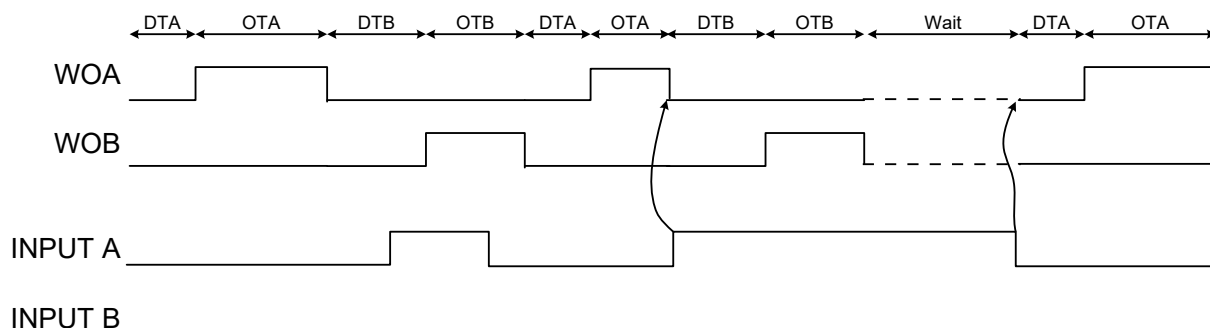 DTA OTA DTB OTB DTA OTA DTB OTB Wait DTA OTA
WOA
WOB
INPUT A
INPUT B